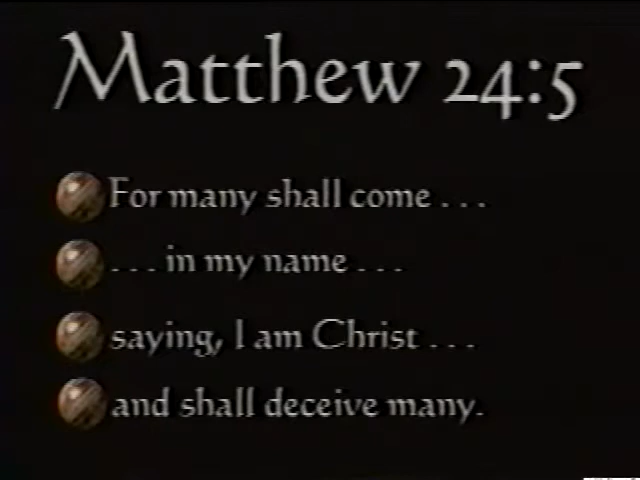 Matthew 24:5
For many shall come . . .
. . . in my name . . .
saying, I am Christ . . .
and shall deceive many.